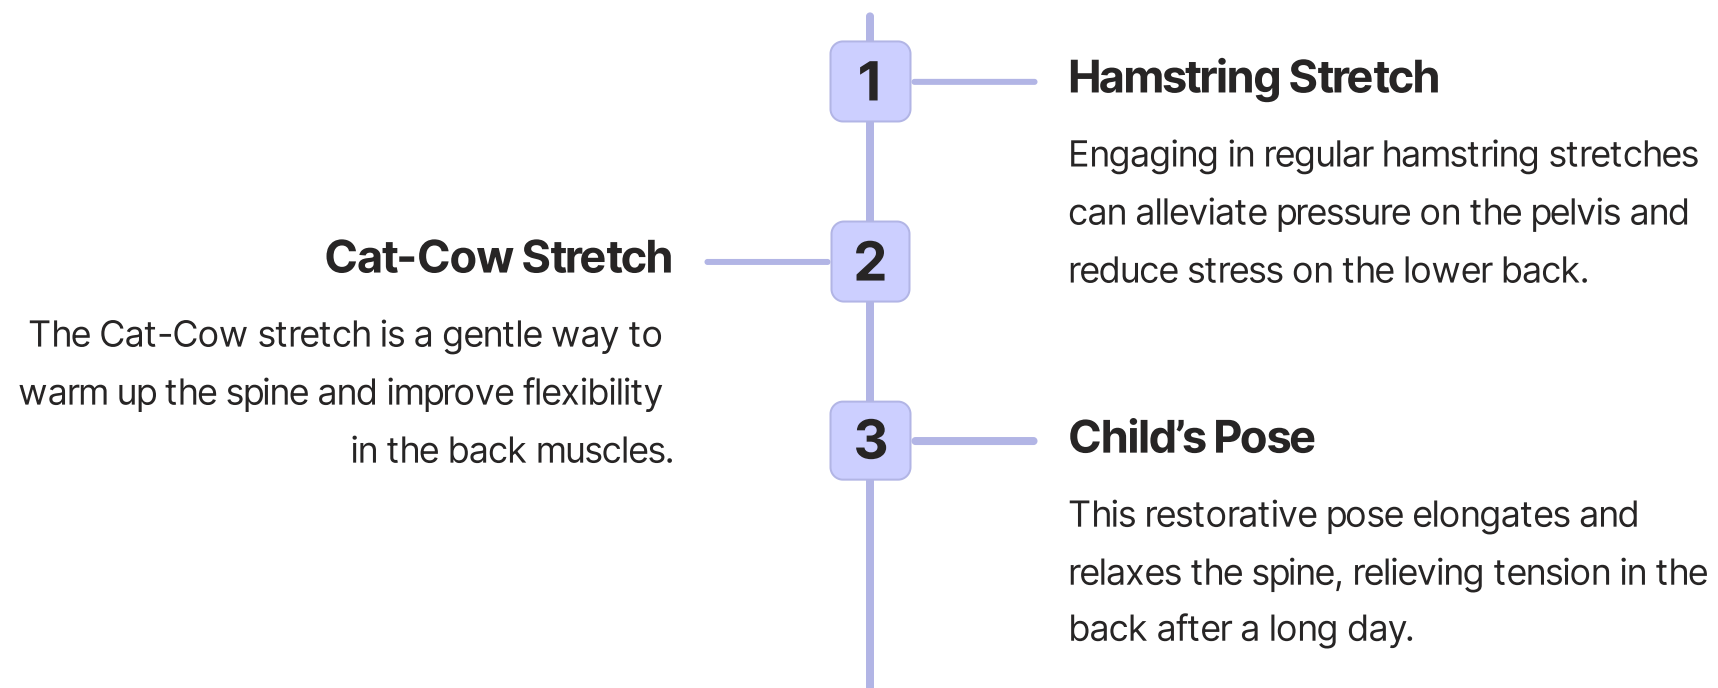 1
Hamstring Stretch
Engaging in regular hamstring stretches
can alleviate pressure on the pelvis and
reduce stress on the lower back.
2
Cat-Cow Stretch
The Cat-Cow stretch is a gentle way to
warm up the spine and improve flexibility
in the back muscles.
3
Child’s Pose
This restorative pose elongates and
relaxes the spine, relieving tension in the
back after a long day.